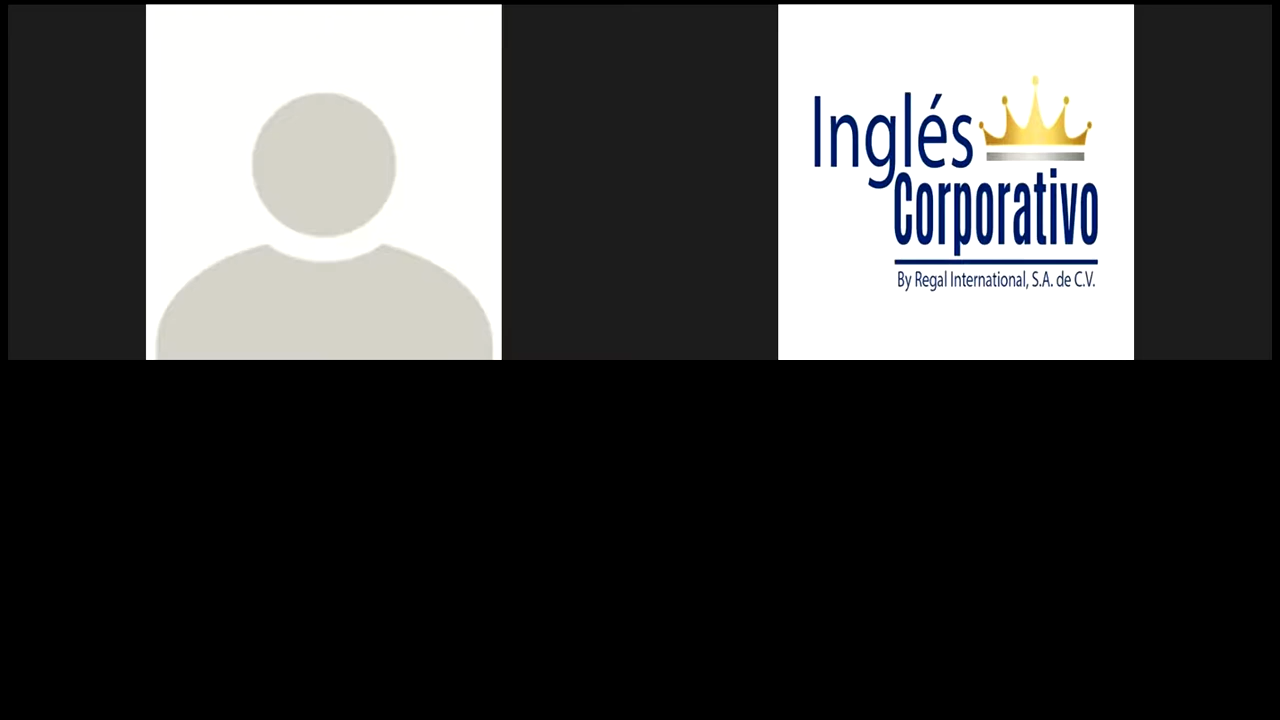 Inglés
Corporativo
By Regal International, S.A. de C.V.